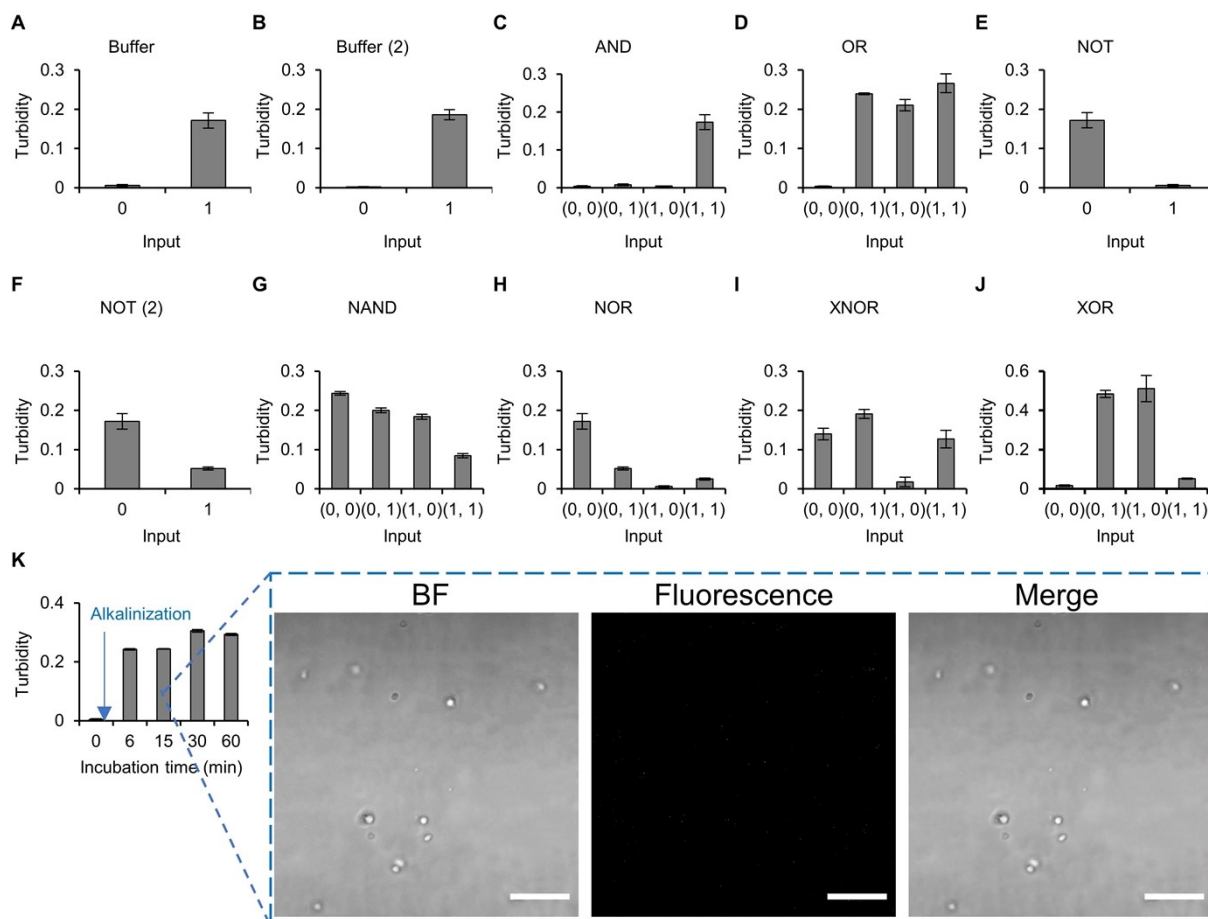 A
Buffer
0.3
0.2
0.1
0
Turbidity
0 1
Input
B
Buffer (2)
0.3
0.2
0.1
0
Turbidity
0 1
Input
C
AND
0.3
0.2
0.1
0
Turbidity
(0, 0)(0, 1)(1, 0)(1, 1)
Input
D
OR
0.3
0.2
0.1
0
Turbidity
(0, 0)(0, 1)(1, 0)(1, 1)
Input
E
NOT
0.3
0.2
0.1
0
Turbidity
0 1
Input
F
NOT (2)
0.3
0.2
0.1
0
Turbidity
0 1
Input
G
NAND
0.3
0.2
0.1
0
Turbidity
(0, 0)(0, 1)(1, 0)(1, 1)
Input
H
NOR
0.3
0.2
0.1
0
Turbidity
(0, 0)(0, 1)(1, 0)(1, 1)
Input
I
XNOR
0.3
0.2
0.1
0
Turbidity
(0, 0)(0, 1)(1, 0)(1, 1)
Input
J
XOR
0.6
0.4
0.2
0
Turbidity
(0, 0)(0, 1)(1, 0)(1, 1)
Input
K
0.4
0.2
0
Turbidity
Alkalinization
0 6 15 30 60
Incubation time (min)
BF
Fluorescence
Merge